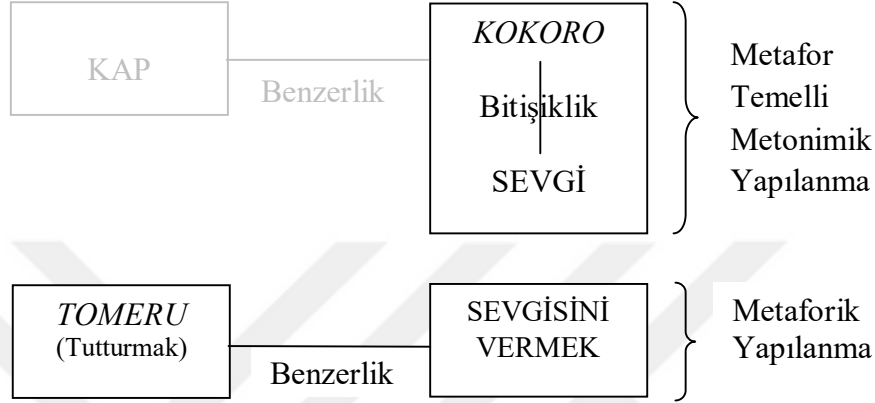 KAP
Benzerlik
KOKORO
Bitişiklik
SEVGİ
Metafor
Temelli
Metonimik
Yapılanma
TOMERU
(Tutturmak)
Benzerlik
SEVGİSİNİ
VERMEK
Metaforik
Yapılanma